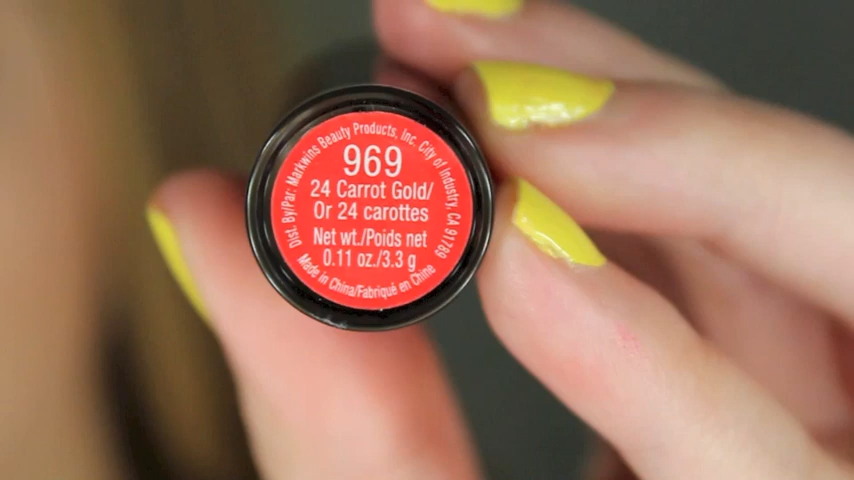 Dist. By/Par: Markwins Beauty Products, Inc. City of Industry, CA 91789
969
24 Carrot Gold/
Or 24 carottes
Net wt./Poids net
0.11 oz./3.3 g
Made in China/Fabriqué en Chine